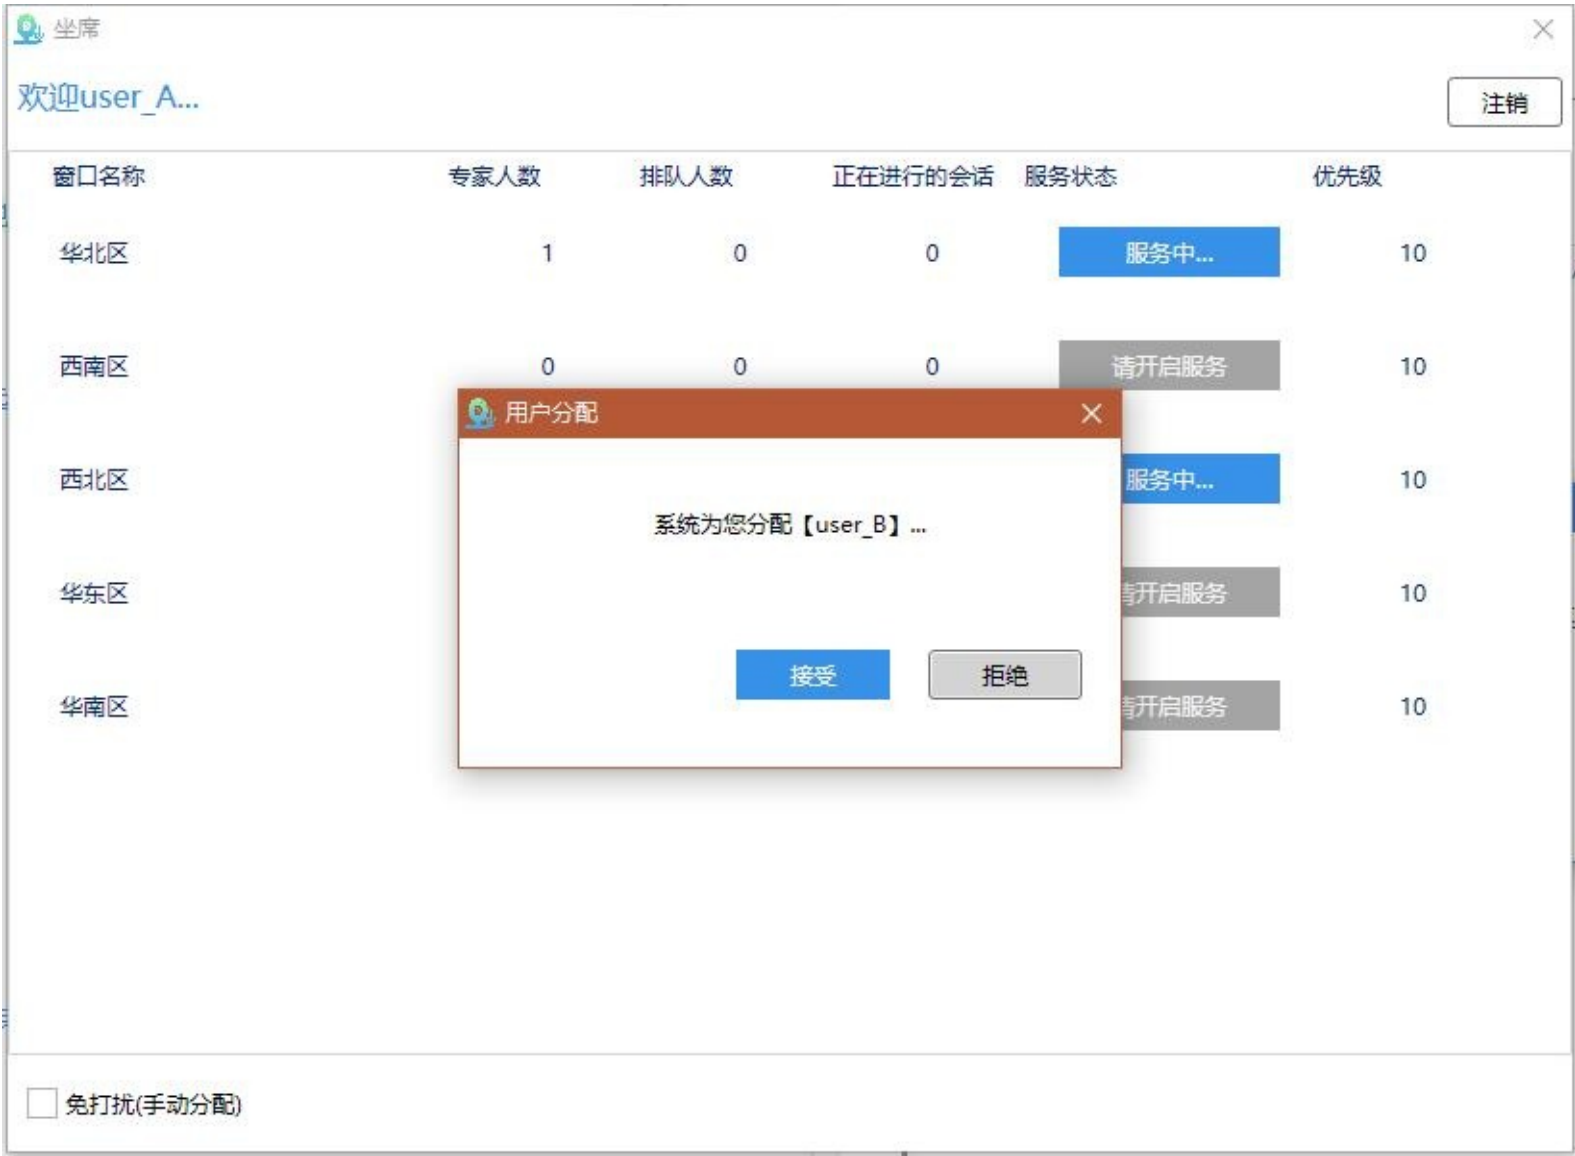 坐席
欢迎user_A...
注销
窗口名称 专家人数 排队人数 正在进行的会话 服务状态 优先级
华北区 1 0 0 服务中... 10
西南区 0 0 0 请开启服务 10
用户分配
西北区 服务中... 10
系统为您分配【user_B】...
华东区 开启服务 10
接受 拒绝
华南区 开启服务 10
免打扰(手动分配)